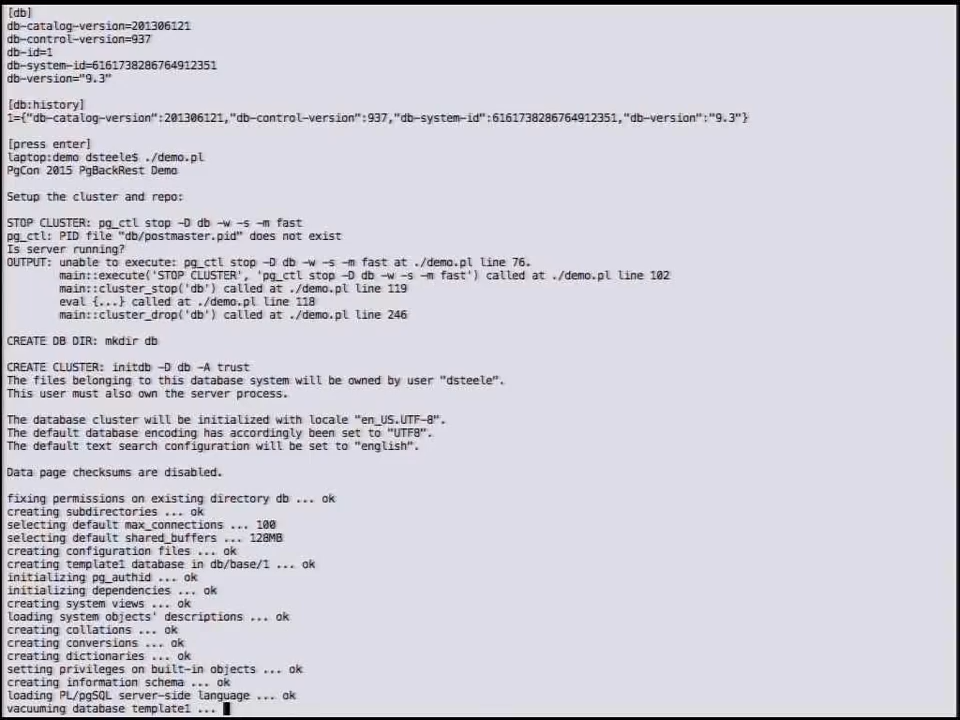 [db]
db-catalog-version=201306121
db-control-version=937
db-id=1
db-system-id=6161738286764912351
db-version="9.3"
[db:history]
1={"db-catalog-version":201306121,"db-control-version":937,"db-system-id":6161738286764912351,"db-version":"9.3"}
[press enter]
laptop:demo dsteele$ ./demo.pl
PgCon 2015 PgBackRest Demo
Setup the cluster and repo:
STOP CLUSTER: pg_ctl stop -D db -w -s -m fast
pg_ctl: PID file "db/postmaster.pid" does not exist
Is server running?
OUTPUT: unable to execute: pg_ctl stop -D db -w -s -m fast at ./demo.pl line 76.
main::execute('STOP CLUSTER', 'pg_ctl stop -D db -w -s -m fast') called at ./demo.pl line 102
main::cluster_stop('db') called at ./demo.pl line 119
eval {...} called at ./demo.pl line 118
main::cluster_drop('db') called at ./demo.pl line 246
CREATE DB DIR: mkdir db
CREATE CLUSTER: initdb -D db -A trust
The files belonging to this database system will be owned by user "dsteele".
This user must also own the server process.
The database cluster will be initialized with locale "en_US.UTF-8".
The default database encoding has accordingly been set to "UTF8".
The default text search configuration will be set to "english".
Data page checksums are disabled.
fixing permissions on existing directory db ... ok
creating subdirectories ... ok
selecting default max_connections ... 100
selecting default shared_buffers ... 128MB
creating configuration files ... ok
creating template1 database in db/base/1 ... ok
initializing pg_authid ... ok
initializing dependencies ... ok
creating system views ... ok
loading system objects' descriptions ... ok
creating collations ... ok
creating conversions ... ok
creating dictionaries ... ok
setting privileges on built-in objects ... ok
creating information schema ... ok
loading PL/pgSQL server-side language ... ok
vacuuming database template1 ...